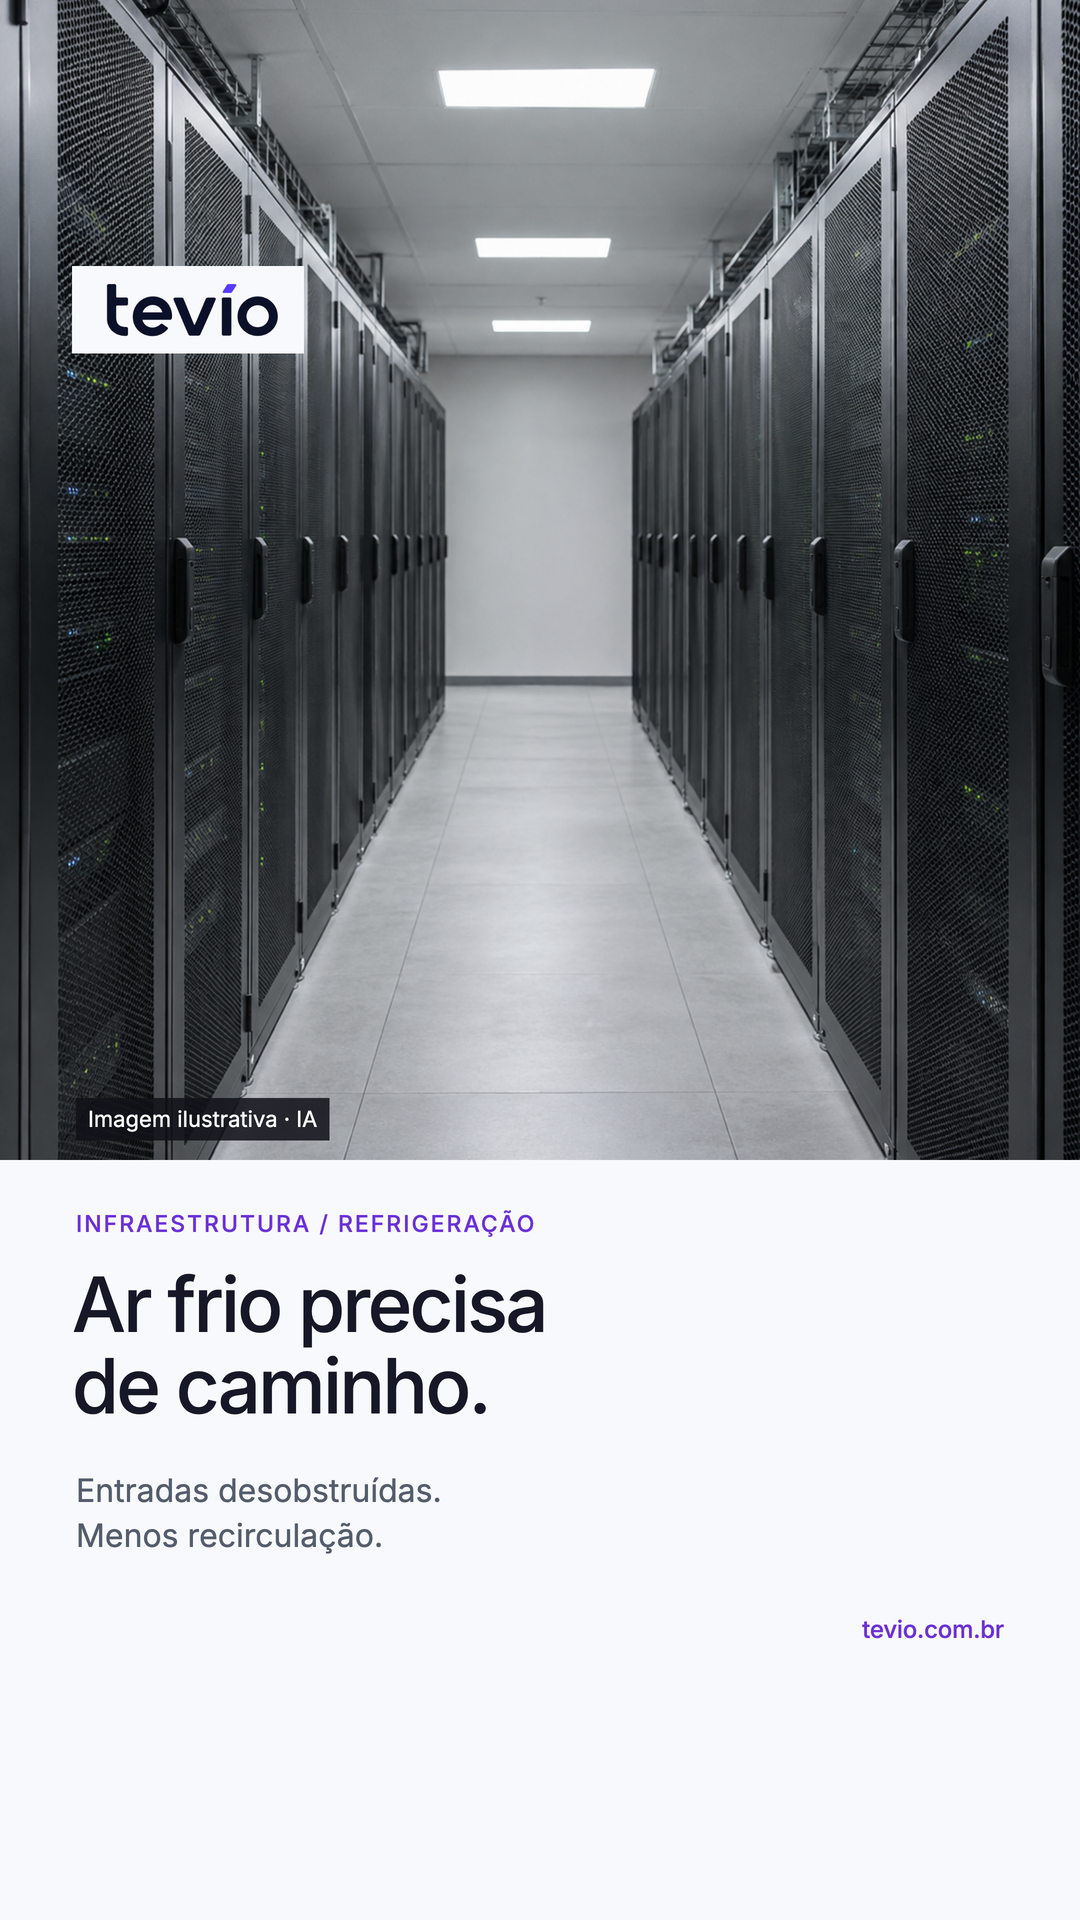 tevío
Imagem ilustrativa · IA
INFRAESTRUTURA / REFRIGERAÇÃO
Ar frio precisa
de caminho.
Entradas desobstruídas.
Menos recirculação.
tevio.com.br